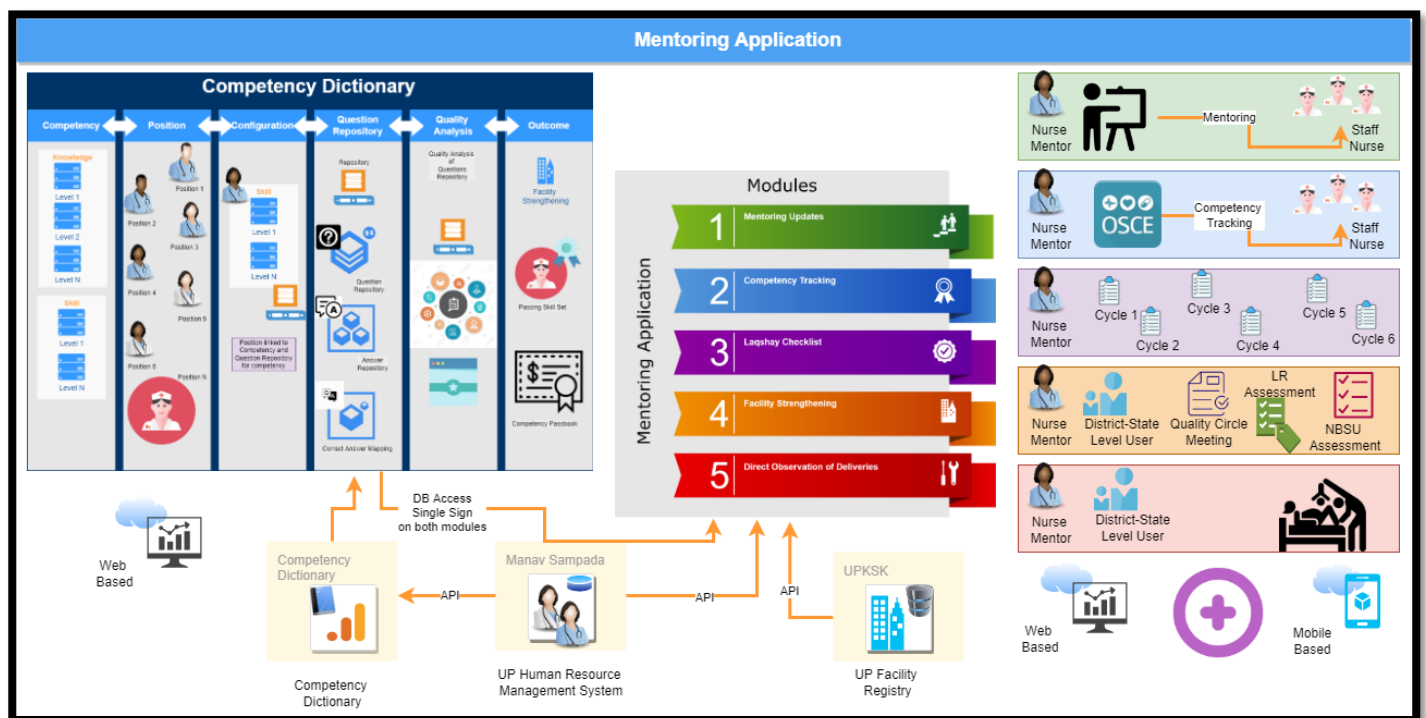 Mentoring Application
Competency Dictionary
Competency
Position
Configuration
Question
Repository
Quality
Analysis
Outcome
Knowledge
Level 1
Level 2
Level N
Skill
Level 1
Level N
Position 1
Position 2
Position 3
Position 4
Position 5
Position 6
Position N
Skill
Level 1
Level N
Position linked to
Competency and
Question Repository
for competency
Repository
Question
Repository
Answer
Repository
Correct Answer Mapping
Quality Analysis
of
Questions
Repository
Facility
Strengthening
Passing Skill Set
Competency Passbook
Web
Based
DB Access
Single Sign
on both modules
Competency
Dictionary
Competency
Dictionary
API
Manav Sampada
UP Human Resource
Management System
API
API
UPKSK
UP Facility
Registry
Modules
Mentoring Application
1 Mentoring Updates
2 Competency Tracking
3 Laqshay Checklist
4 Facility Strengthening
5 Direct Observation of Deliveries
Nurse
Mentor
Mentoring
Staff
Nurse
Nurse
Mentor
OSCE
Competency
Tracking
Staff
Nurse
Nurse
Mentor
Cycle 1
Cycle 2
Cycle 3
Cycle 4
Cycle 5
Cycle 6
Nurse
Mentor
District-State
Level User
Quality Circle
Meeting
LR
Assessment
NBSU
Assessment
Nurse
Mentor
District-State
Level User
Web
Based
Mobile
Based